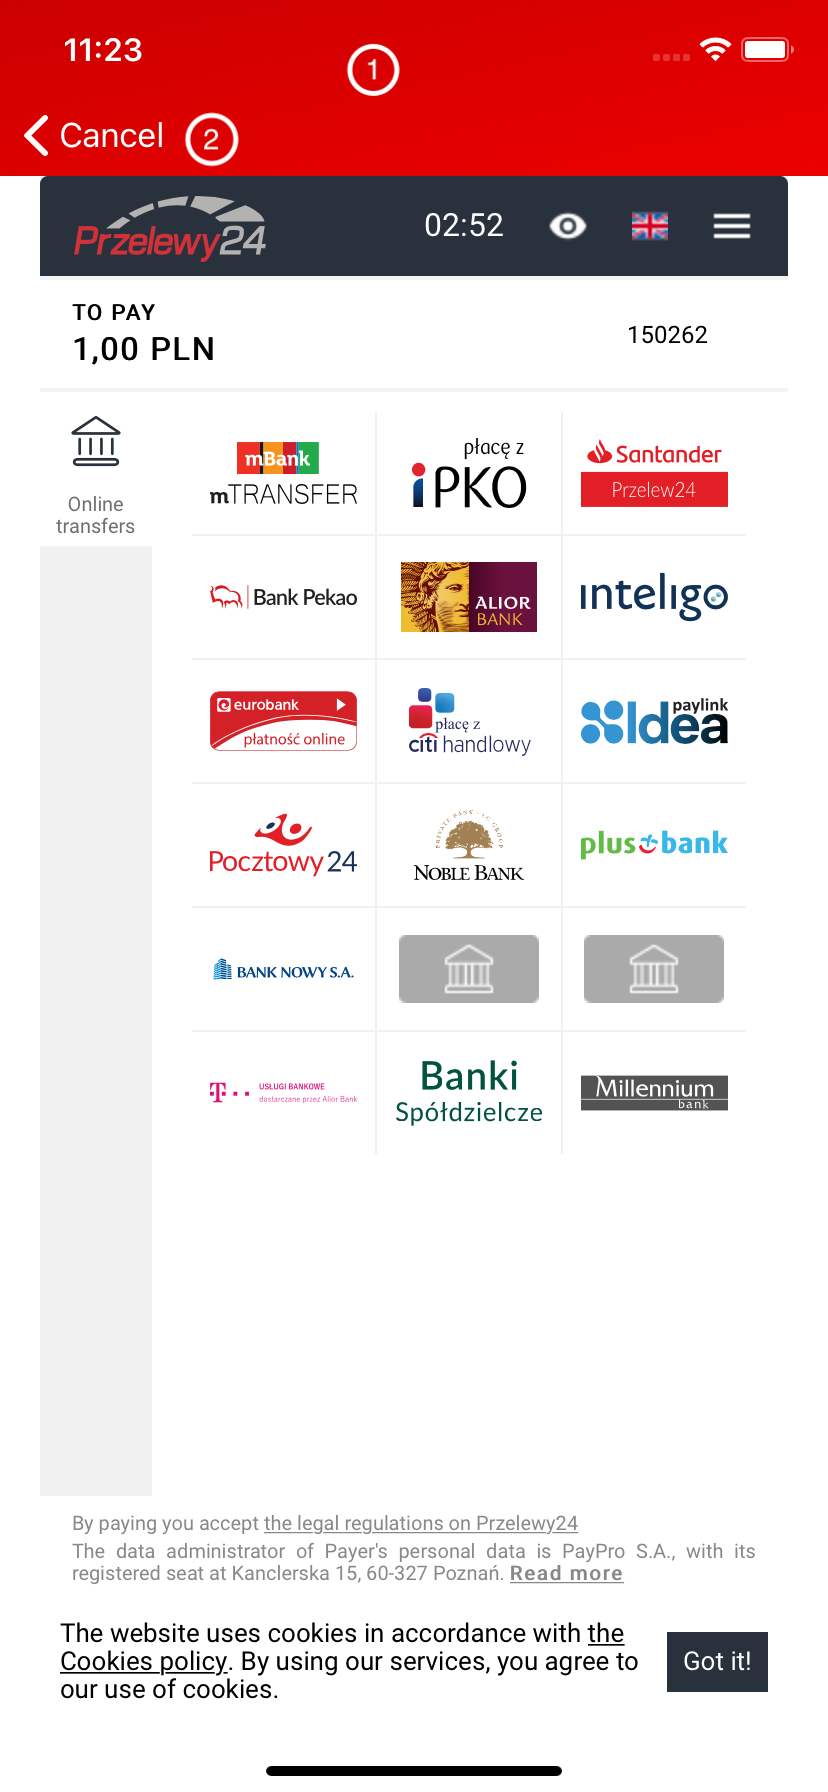 11:23
1
Cancel
2
Przelewy24
02:52
TO PAY
1,00 PLN
150262
Online
transfers
mBank
mTRANSFER
płacę z
iPKO
Santander
Przelew24
Bank Pekao
ALIOR
BANK
inteligo
eurobank
płatność online
płacę z
citi handlowy
paylink
Idea
Pocztowy24
PRIVATE BANK · LC GROUP
NOBLE BANK
plus bank
BANK NOWY S.A.
T
USŁUGI BANKOWE
dostarczane przez Alior Bank
Banki
Spółdzielcze
Millennium
bank
By paying you accept the legal regulations on Przelewy24
The data administrator of Payer's personal data is PayPro S.A., with its
registered seat at Kanclerska 15, 60-327 Poznań. Read more
The website uses cookies in accordance with the
Cookies policy. By using our services, you agree to
our use of cookies.
Got it!